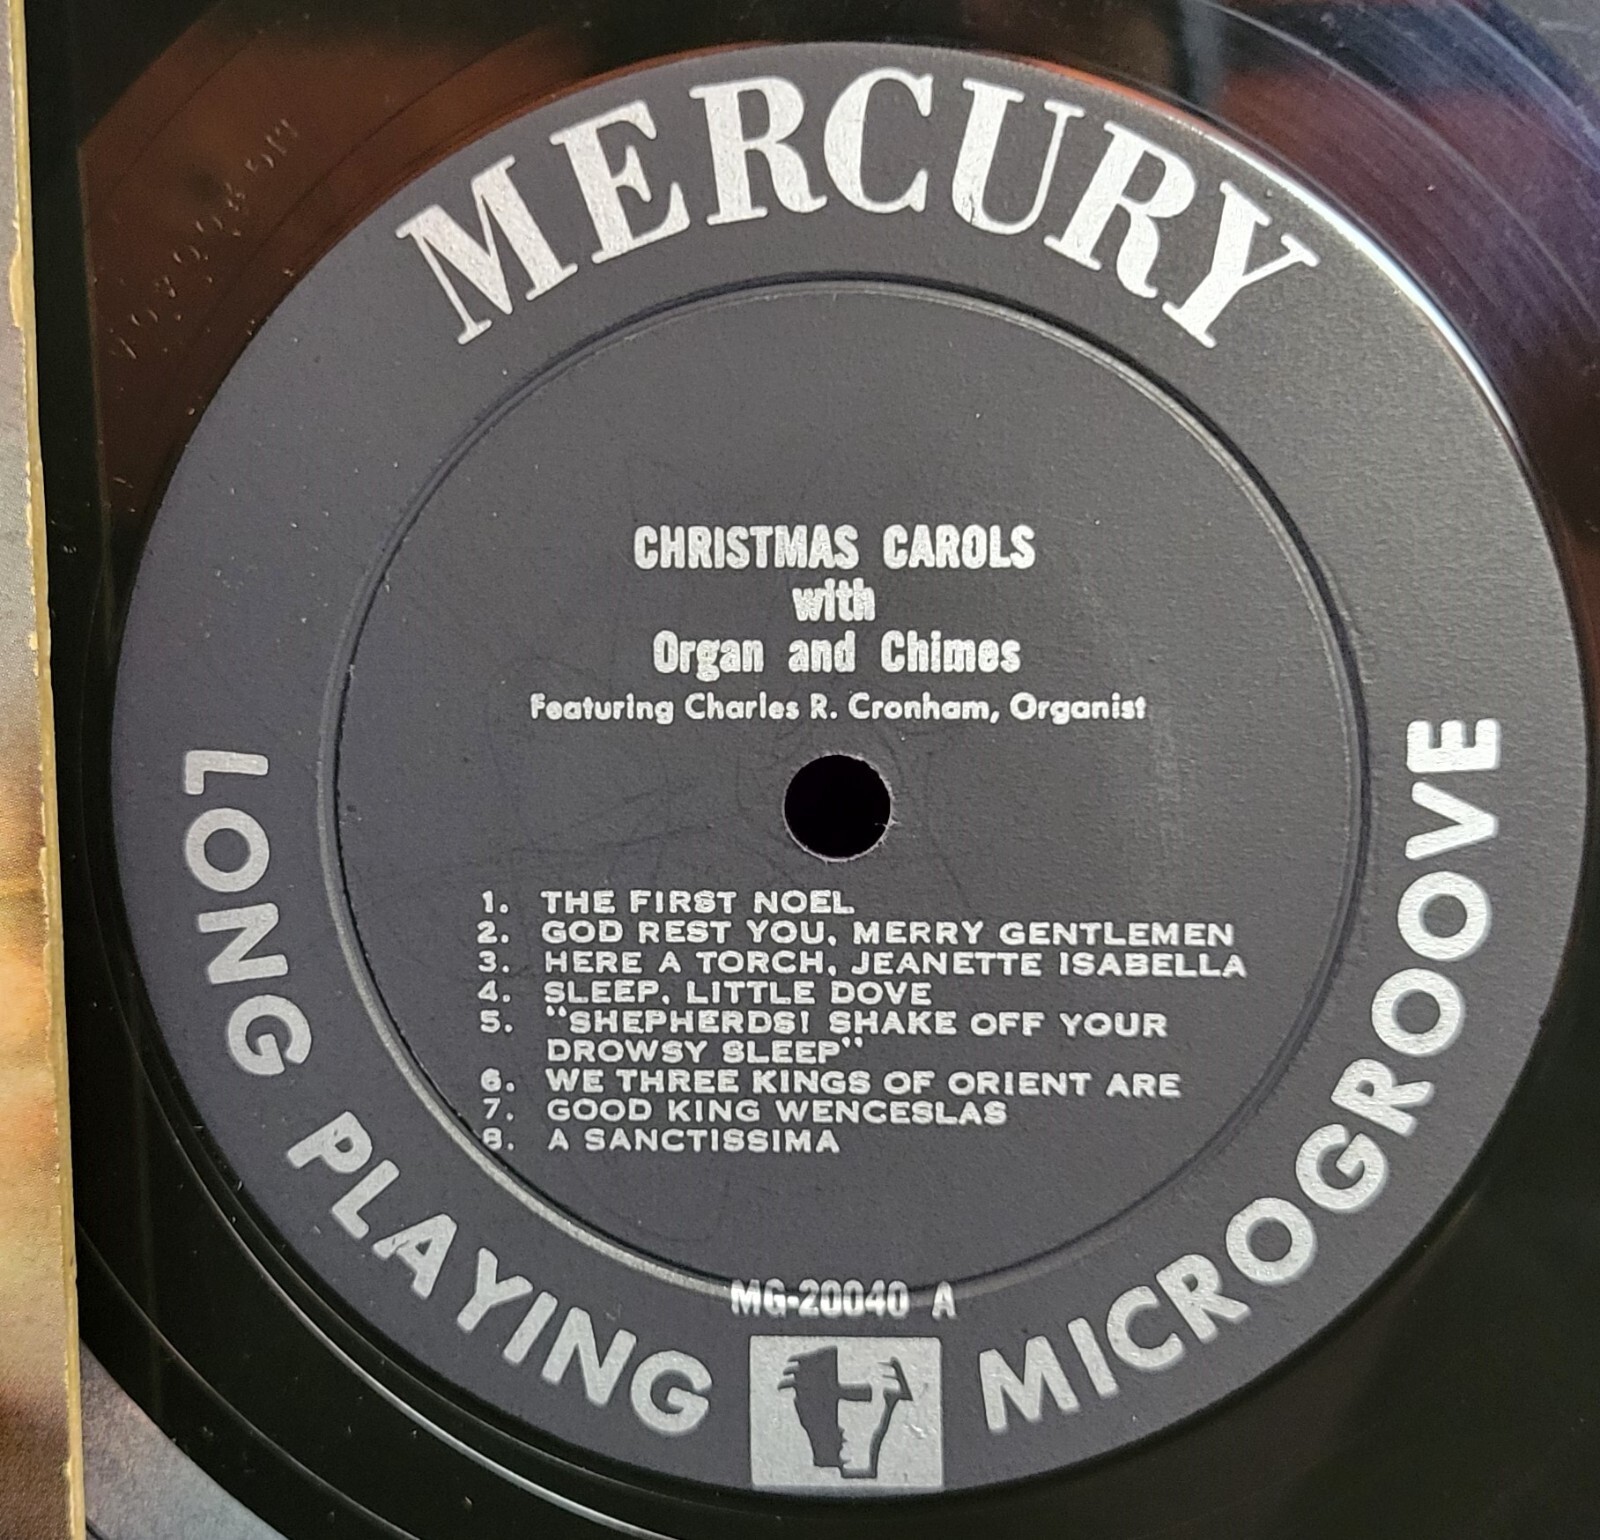 MERCURY
CHRISTMAS CAROLS
with
Organ and Chimes
Featuring Charles R. Cronham, Organist
1. THE FIRST NOEL
2. GOD REST YOU, MERRY GENTLEMEN
3. HERE A TORCH, JEANETTE ISABELLA
4. SLEEP, LITTLE DOVE
5. "SHEPHERDS! SHAKE OFF YOUR
DROWSY SLEEP"
6. WE THREE KINGS OF ORIENT ARE
7. GOOD KING WENCESLAS
8. A SANCTISSIMA
MG-20040 A
LONG PLAYING MICROGROOVE